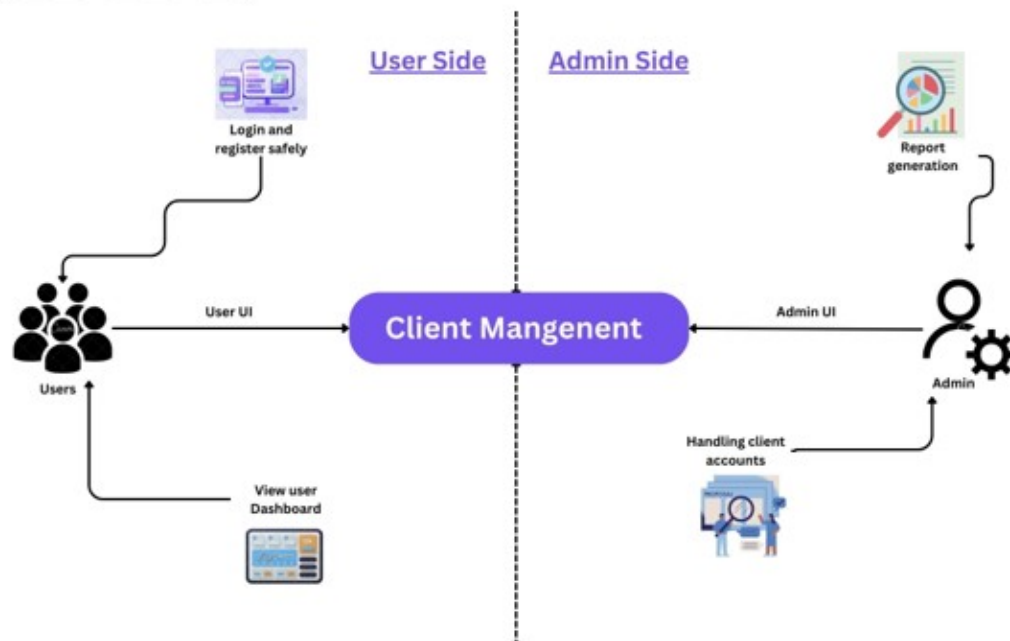 User Side
Admin Side
Login and
register safely
Report
generation
User UI
Client Mangenent
Admin UI
Users
Admin
Handling client
accounts
PROPOSAL
View user
Dashboard